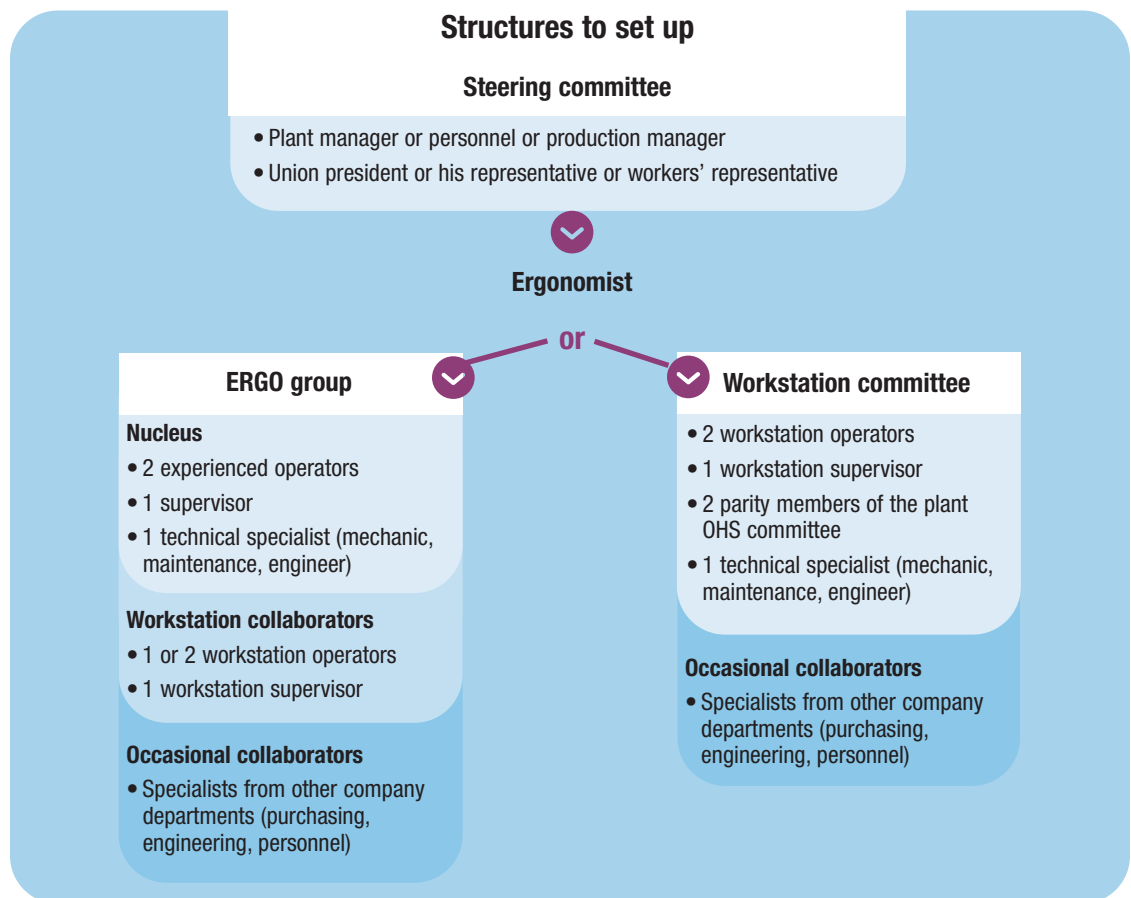 Structures to set up
Steering committee
• Plant manager or personnel or production manager
• Union president or his representative or workers’ representative
Ergonomist
or
ERGO group
Nucleus
• 2 experienced operators
• 1 supervisor
• 1 technical specialist (mechanic,
maintenance, engineer)
Workstation collaborators
• 1 or 2 workstation operators
• 1 workstation supervisor
Occasional collaborators
• Specialists from other company
departments (purchasing,
engineering, personnel)
Workstation committee
• 2 workstation operators
• 1 workstation supervisor
• 2 parity members of the plant
OHS committee
• 1 technical specialist (mechanic,
maintenance, engineer)
Occasional collaborators
• Specialists from other company
departments (purchasing,
engineering, personnel)